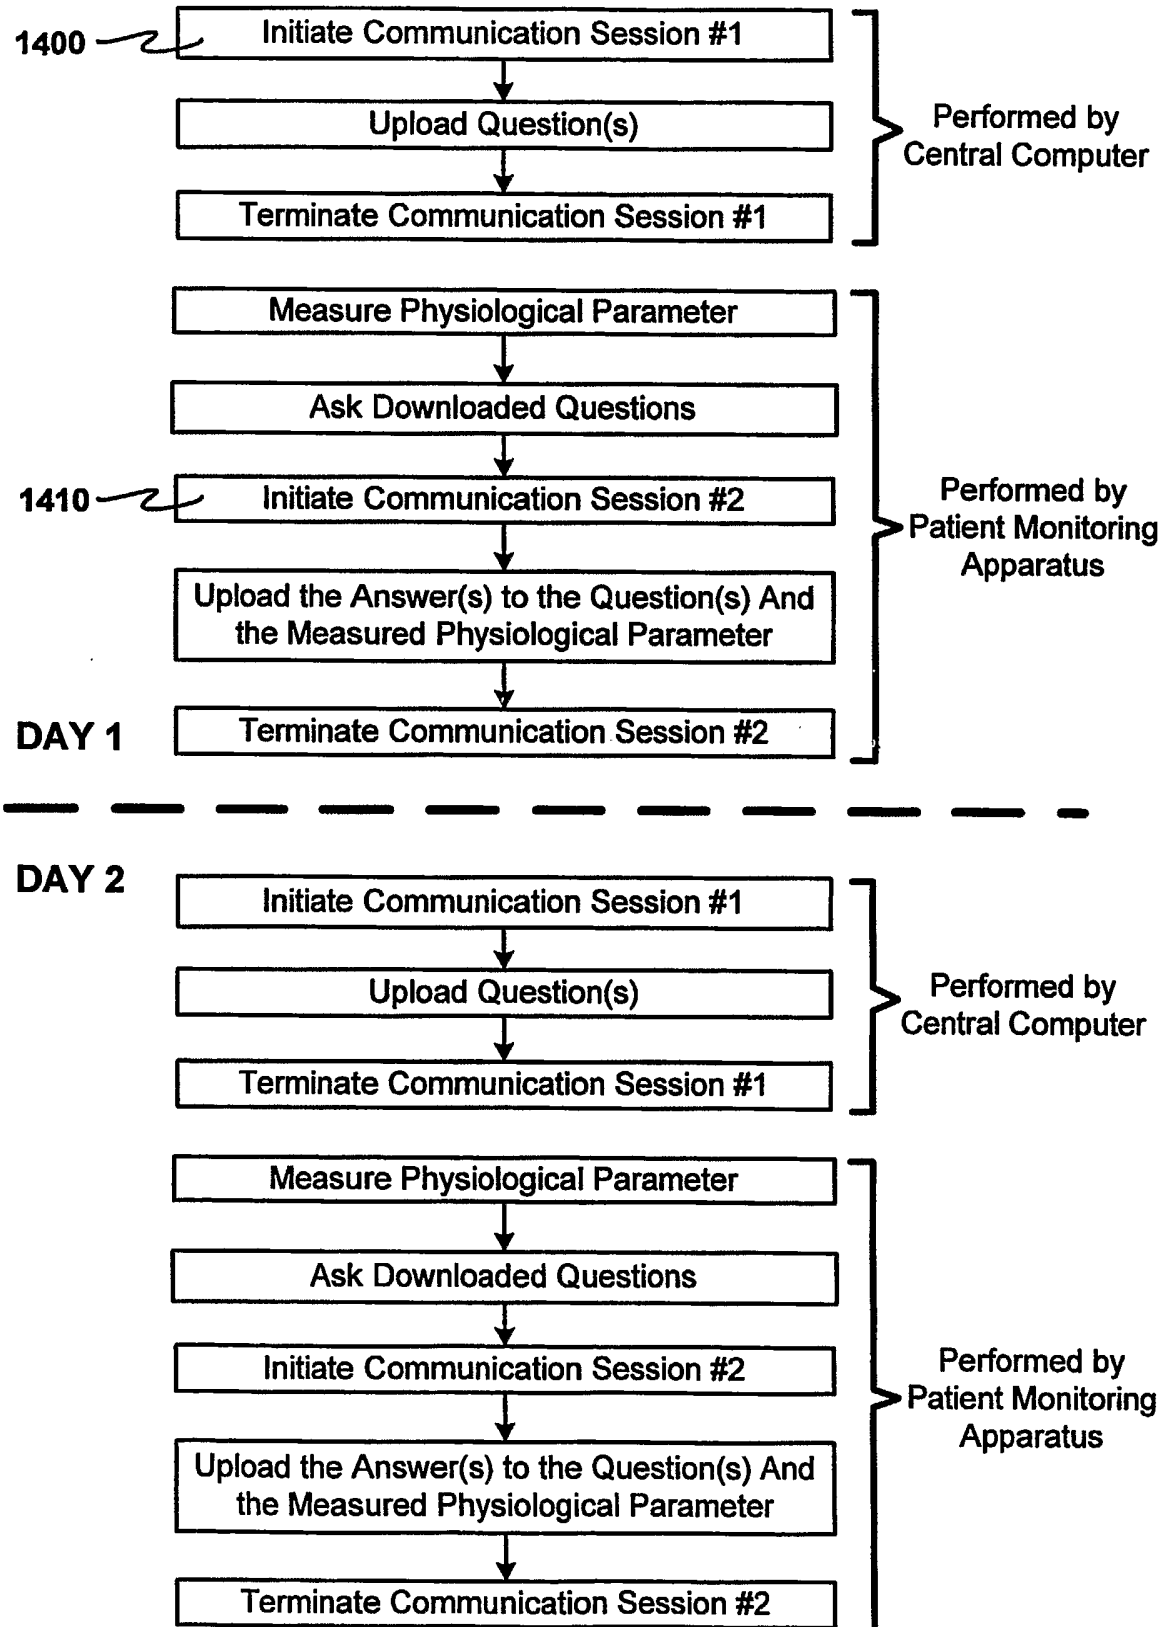 1400
Initiate Communication Session #1
Upload Question(s)
Terminate Communication Session #1
Performed by
Central Computer
Measure Physiological Parameter
Ask Downloaded Questions
1410
Initiate Communication Session #2
Upload the Answer(s) to the Question(s) And
the Measured Physiological Parameter
Terminate Communication Session #2
Performed by
Patient Monitoring
Apparatus
DAY 1
DAY 2
Initiate Communication Session #1
Upload Question(s)
Terminate Communication Session #1
Performed by
Central Computer
Measure Physiological Parameter
Ask Downloaded Questions
Initiate Communication Session #2
Upload the Answer(s) to the Question(s) And
the Measured Physiological Parameter
Terminate Communication Session #2
Performed by
Patient Monitoring
Apparatus